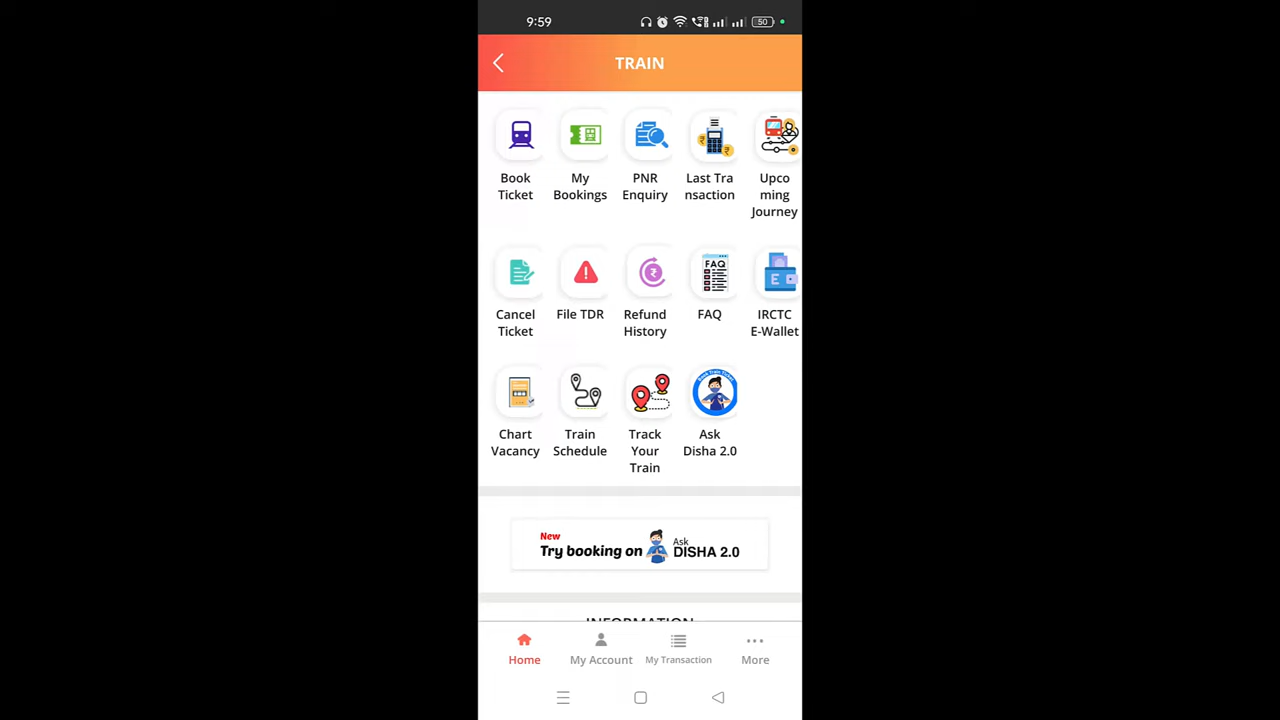 9:59
50
TRAIN
Book
Ticket
My
Bookings
PNR
Enquiry
Last Tra
nsaction
Upco
ming
Journey
Cancel
Ticket
File TDR
Refund
History
FAQ
FAQ
IRCTC
E-Wallet
E
Chart
Vacancy
Train
Schedule
Track
Your
Train
Ask
Disha 2.0
New
Try booking on
Ask
DISHA 2.0
INFORMATION
Home
My Account
My Transaction
More